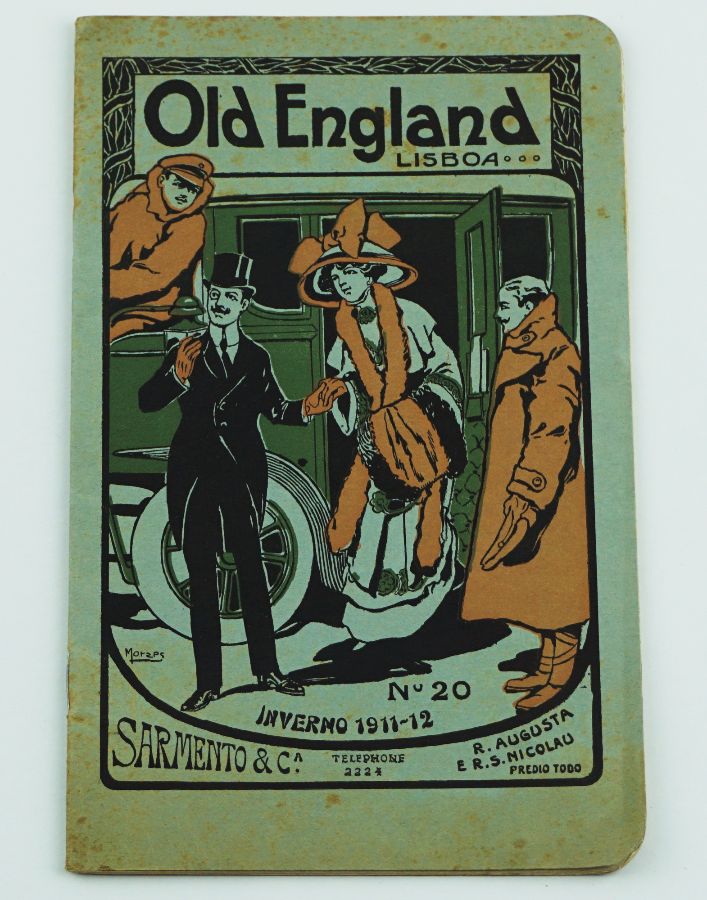 Old England
LISBOA
Moraes
Nº 20
INVERNO 1911-12
SARMENTO & Cª.
TELEPHONE
2224
R. AUGUSTA
E R. S. NICOLAU
PREDIO TODO